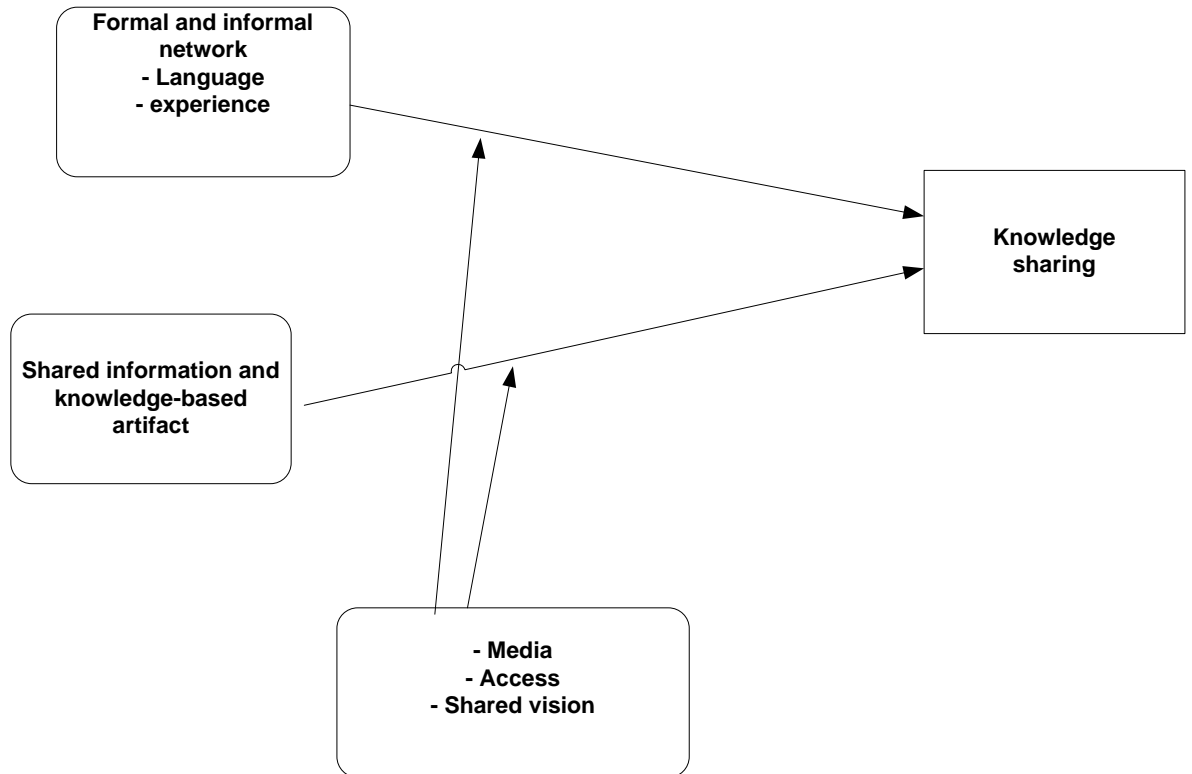 Formal and informal
network
- Language
- experience
Knowledge
sharing
Shared information and
knowledge-based
artifact
- Media
- Access
- Shared vision